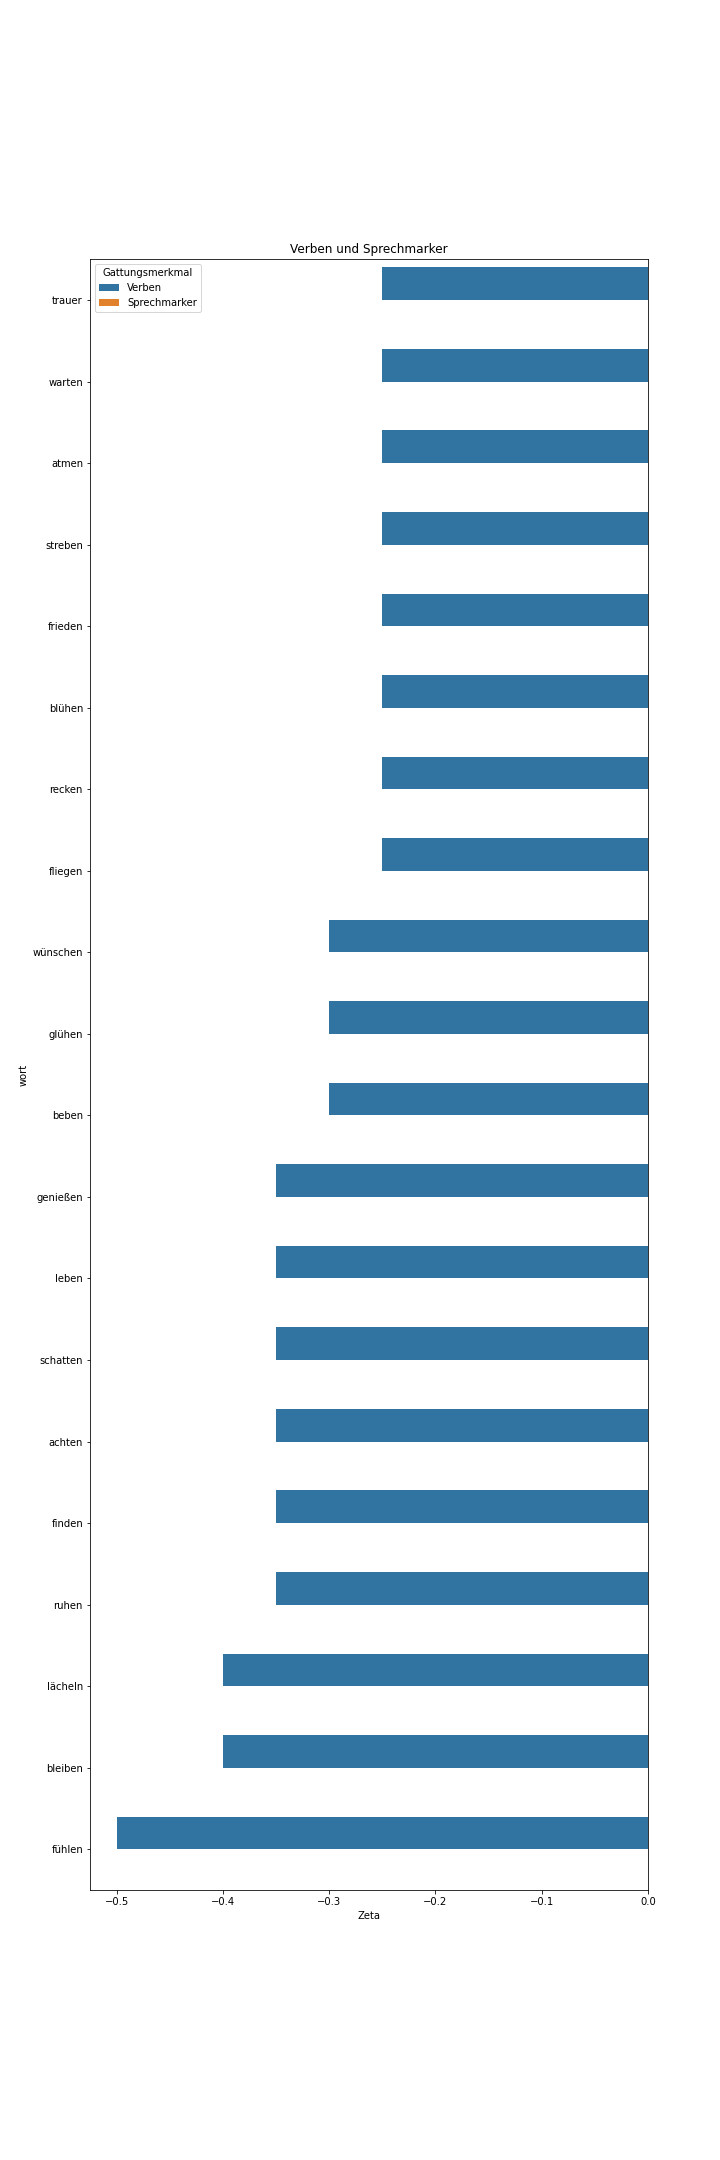 Verben und Sprechmarker
Gattungsmerkmal
Verben
Sprechmarker
trauer
warten
atmen
streben
frieden
blühen
recken
fliegen
wünschen
glühen
beben
genießen
leben
schatten
achten
finden
ruhen
lächeln
bleiben
fühlen
wort
−0.5 −0.4 −0.3 −0.2 −0.1 0.0
Zeta